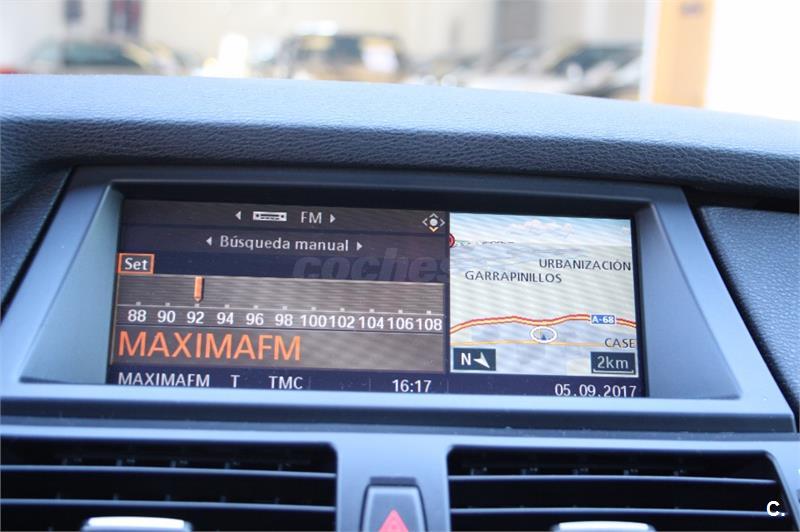 FM
Búsqueda manual
Set
88 90 92 94 96 98 100 102 104 106 108
MAXIMAFM
MAXIMAFM T TMC 16:17
URBANIZACIÓN
GARRAPINILLOS
A-68
CASE
N 2km
05.09.2017
coches
C.